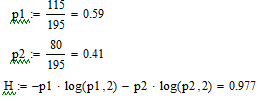 p1 := 115/195 = 0.59
p2 := 80/195 = 0.41
H := −p1 · log(p1,2) − p2 · log(p2,2) = 0.977